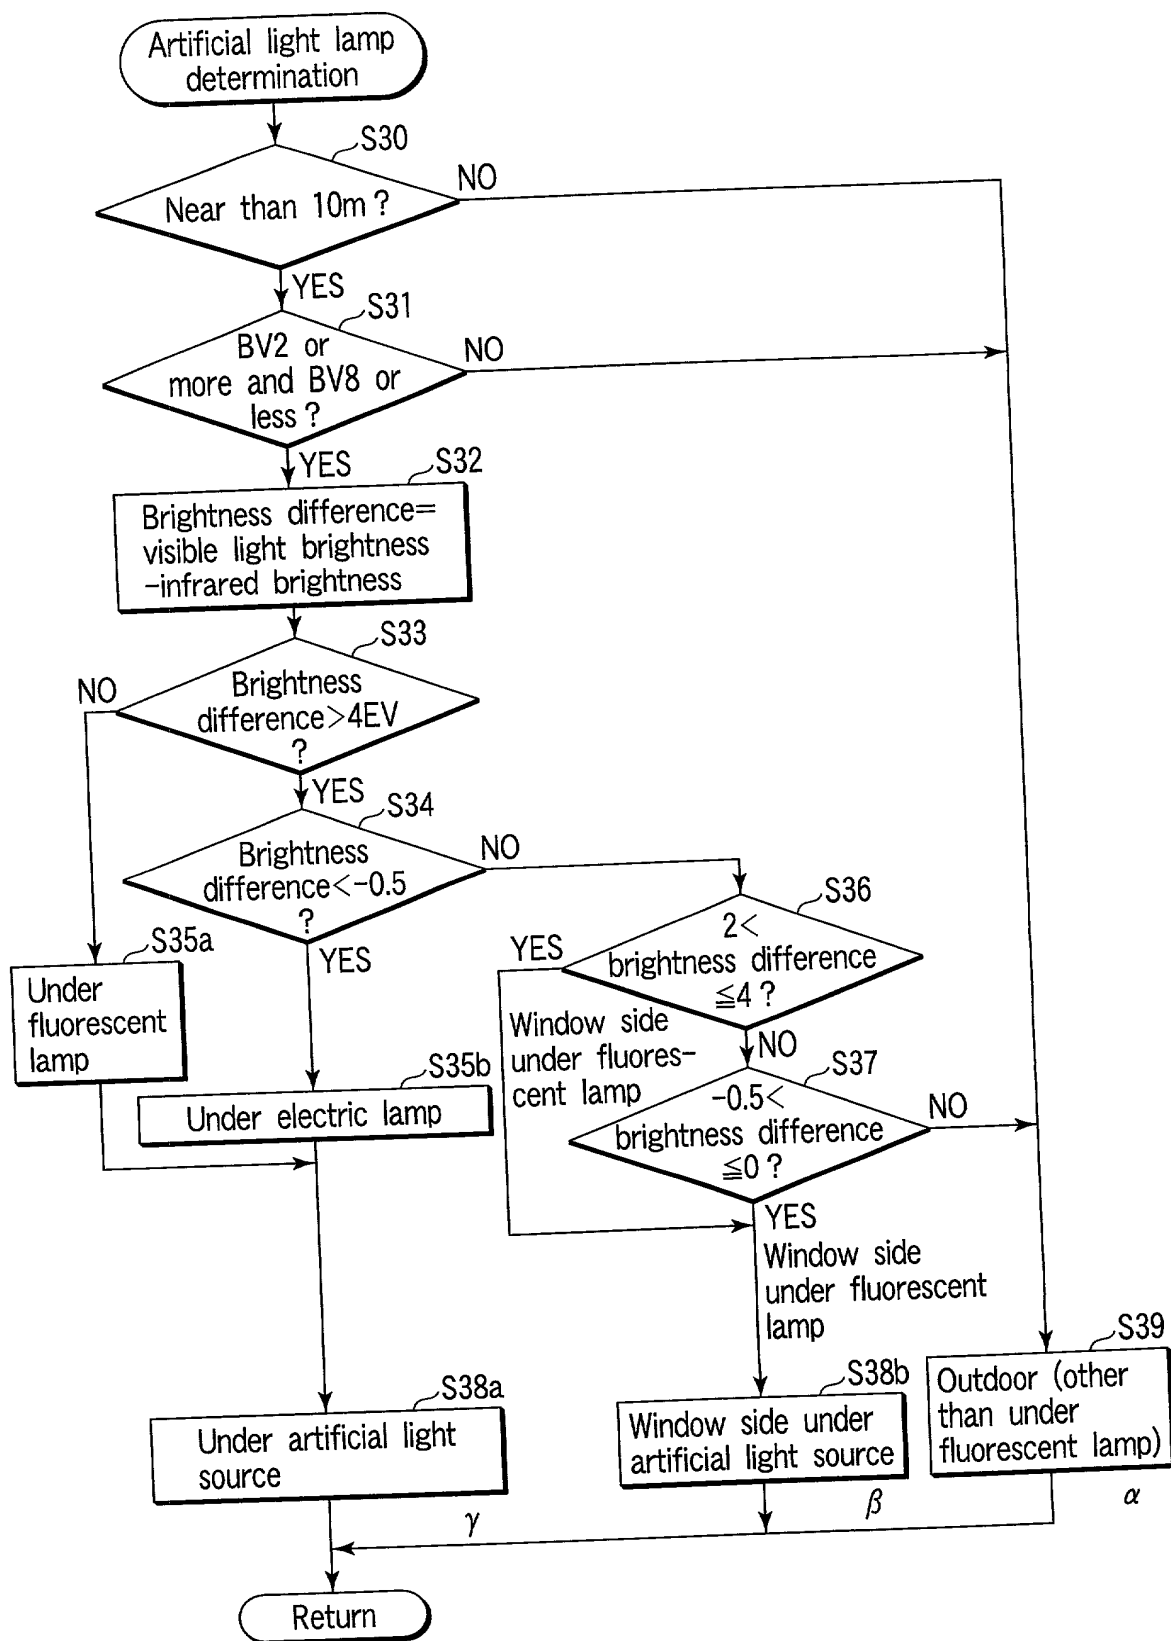 Artificial light lamp
determination
S30
Near than 10m ?
NO
YES
S31
BV2 or
more and BV8 or
less ?
NO
YES
S32
Brightness difference=
visible light brightness
-infrared brightness
S33
NO
Brightness
difference>4EV
?
YES
S34
Brightness
difference<-0.5
?
NO
YES
S36
2<
brightness difference
≦4 ?
YES
Window side
under fluores-
cent lamp
NO
S35a
Under
fluorescent
lamp
S35b
Under electric lamp
S37
-0.5<
brightness difference
≦0 ?
NO
YES
Window side
under fluorescent
lamp
S38a
Under artificial light
source
S38b
Window side under
artificial light source
S39
Outdoor (other
than under
fluorescent lamp)
γ
β
α
Return